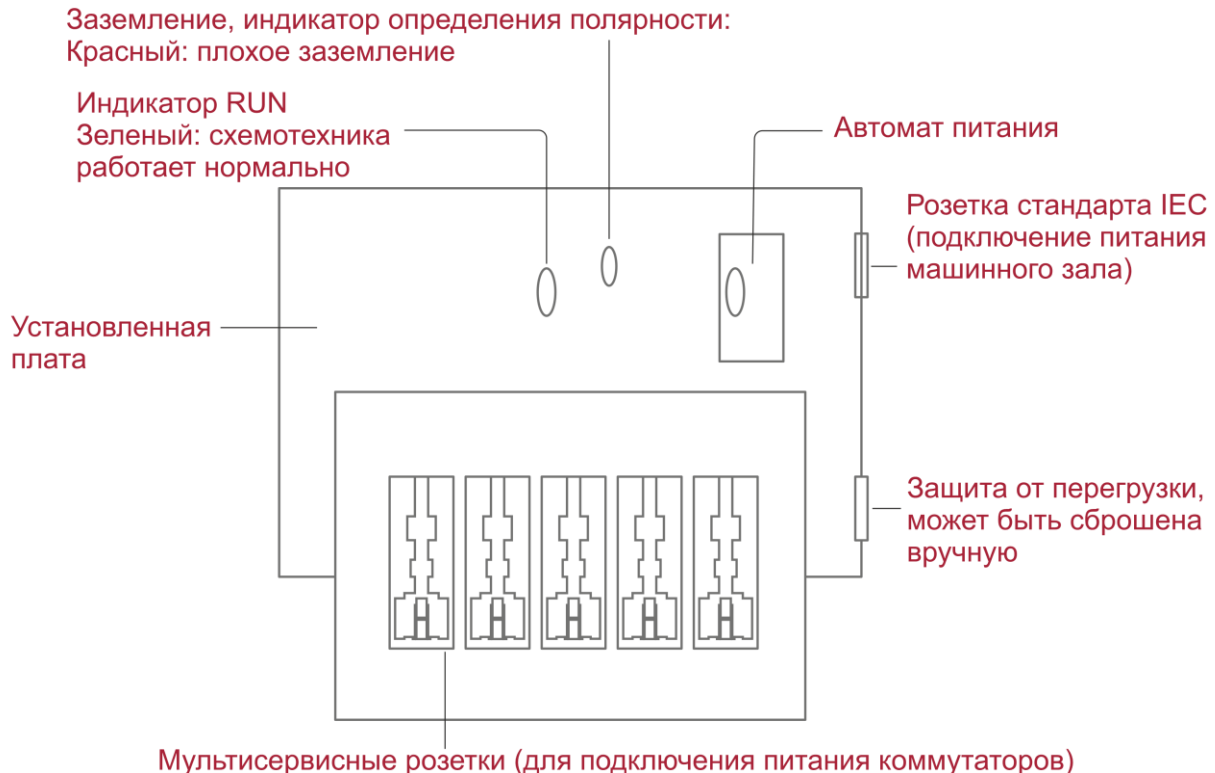 Заземление, индикатор определения полярности:
Красный: плохое заземление
Индикатор RUN
Зеленый: схемотехника
работает нормально
Автомат питания
Розетка стандарта IEC
(подключение питания
машинного зала)
Установленная
плата
Защита от перегрузки,
может быть сброшена
вручную
Мультисервисные розетки (для подключения питания коммутаторов)